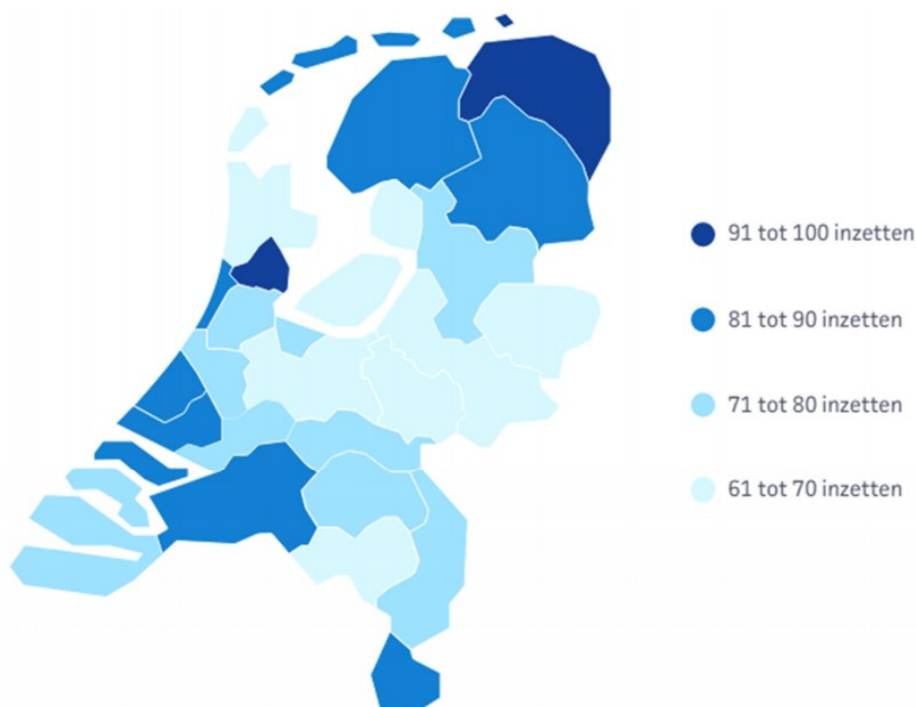 91 tot 100 inzetten
81 tot 90 inzetten
71 tot 80 inzetten
61 tot 70 inzetten